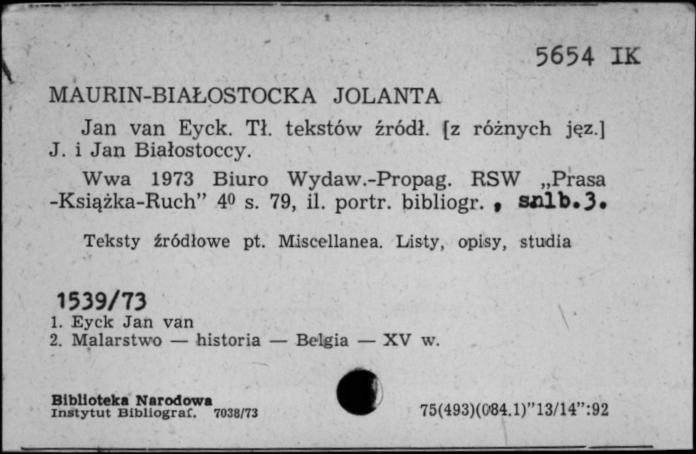 5654 IK
MAURIN-BIAŁOSTOCKA JOLANTA
Jan van Eyck. Tł. tekstów źródł. [z różnych jęz.]
J. i Jan Białostoccy.
Wwa 1973 Biuro Wydaw.-Propag. RSW „Prasa
-Książka-Ruch” 4⁰ s. 79, il. portr. bibliogr. , snlb.3.
Teksty źródłowe pt. Miscellanea. Listy, opisy, studia
1539/73
1. Eyck Jan van
2. Malarstwo — historia — Belgia — XV w.
Biblioteka Narodowa
Instytut Bibliograf. 7038/73
75(493)(084.1)”13/14”:92